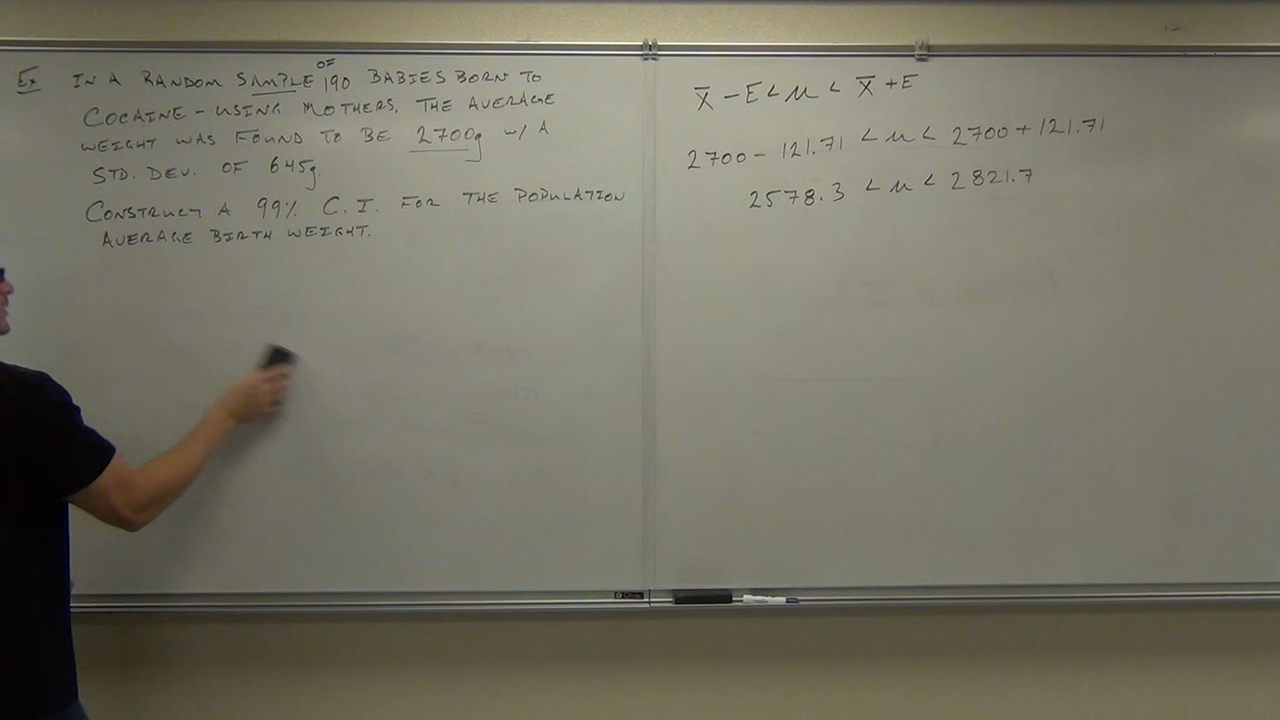 Ex IN A RANDOM SAMPLE OF 190 BABIES BORN TO
COCAINE-USING MOTHERS, THE AVERAGE
WEIGHT WAS FOUND TO BE 2700g W/ A
STD. DEV. OF 645g.
CONSTRUCT A 99% C.I. FOR THE POPULATION
AVERAGE BIRTH WEIGHT.
X̄ - E < μ < X̄ + E
2700 - 121.71 < μ < 2700 + 121.71
2578.3 < μ < 2821.7